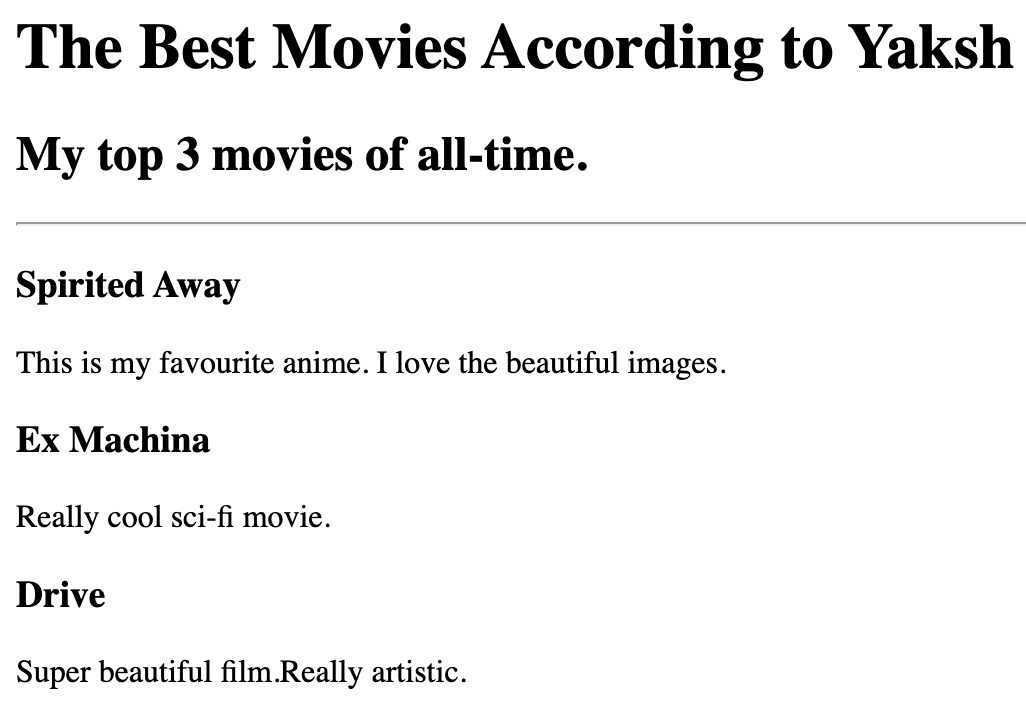 The Best Movies According to Yaksh
My top 3 movies of all-time.
Spirited Away
This is my favourite anime. I love the beautiful images.
Ex Machina
Really cool sci-fi movie.
Drive
Super beautiful film.Really artistic.